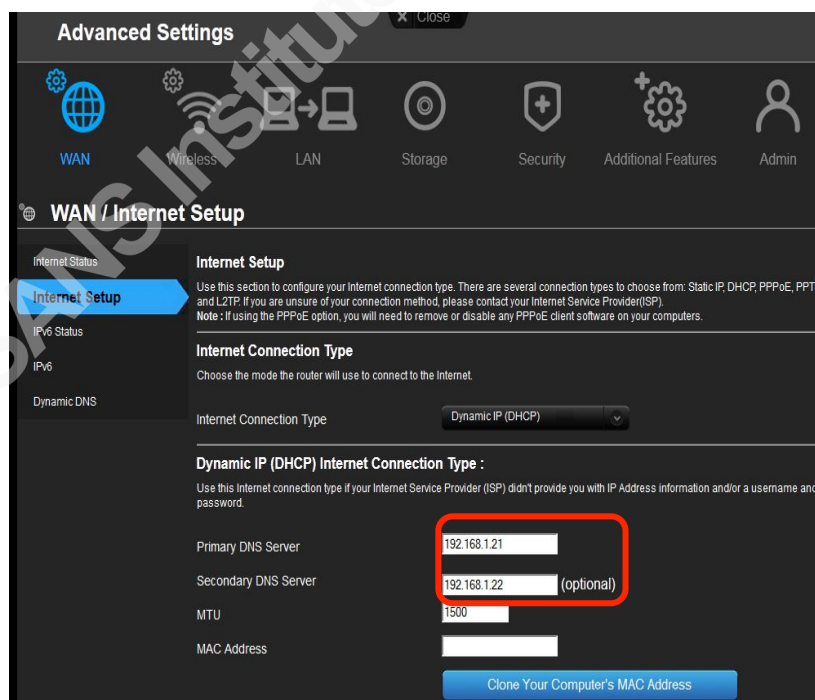 × Close
Advanced Settings
WAN
Wireless
LAN
Storage
Security
Additional Features
Admin
WAN / Internet Setup
Internet Status
Internet Setup
IPv6 Status
IPv6
Dynamic DNS
Internet Setup
Use this section to configure your Internet connection type. There are several connection types to choose from: Static IP, DHCP, PPPoE, PPT
and L2TP. If you are unsure of your connection method, please contact your Internet Service Provider(ISP).
Note : If using the PPPoE option, you will need to remove or disable any PPPoE client software on your computers.
Internet Connection Type
Choose the mode the router will use to connect to the Internet.
Internet Connection Type
Dynamic IP (DHCP)
Dynamic IP (DHCP) Internet Connection Type :
Use this Internet connection type if your Internet Service Provider (ISP) didn't provide you with IP Address information and/or a username and
password.
Primary DNS Server
192.168.1.21
Secondary DNS Server
192.168.1.22 (optional)
MTU
1500
MAC Address
Clone Your Computer's MAC Address
SANS Institut